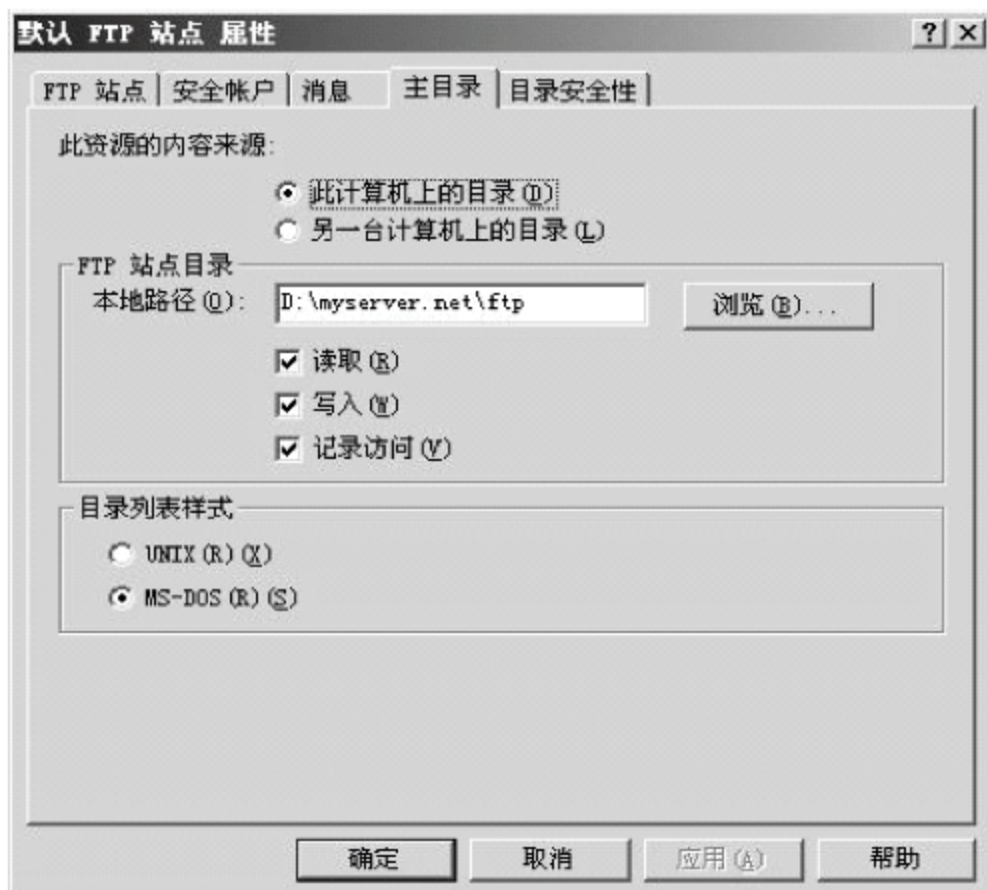 默认 FTP 站点 属性
FTP 站点 安全帐户 消息 主目录 目录安全性
此资源的内容来源:
此计算机上的目录(D)
另一台计算机上的目录(L)
FTP 站点目录
本地路径(O): D:\myserver.net\ftp 浏览(B)...
读取(R)
写入(W)
记录访问(V)
目录列表样式
UNIX(R)(X)
MS-DOS(R)(S)
确定 取消 应用(A) 帮助